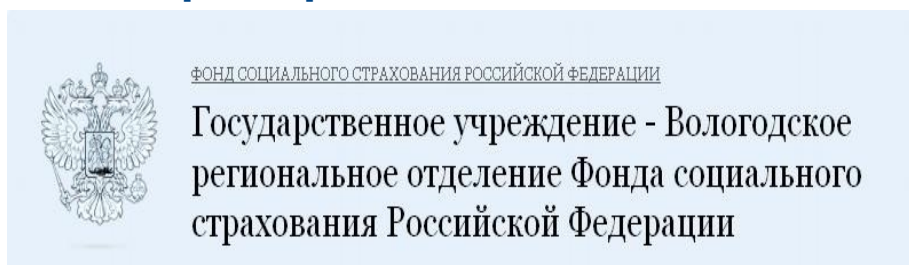 ФОНД СОЦИАЛЬНОГО СТРАХОВАНИЯ РОССИЙСКОЙ ФЕДЕРАЦИИ
Государственное учреждение - Вологодское
региональное отделение Фонда социального
страхования Российской Федерации